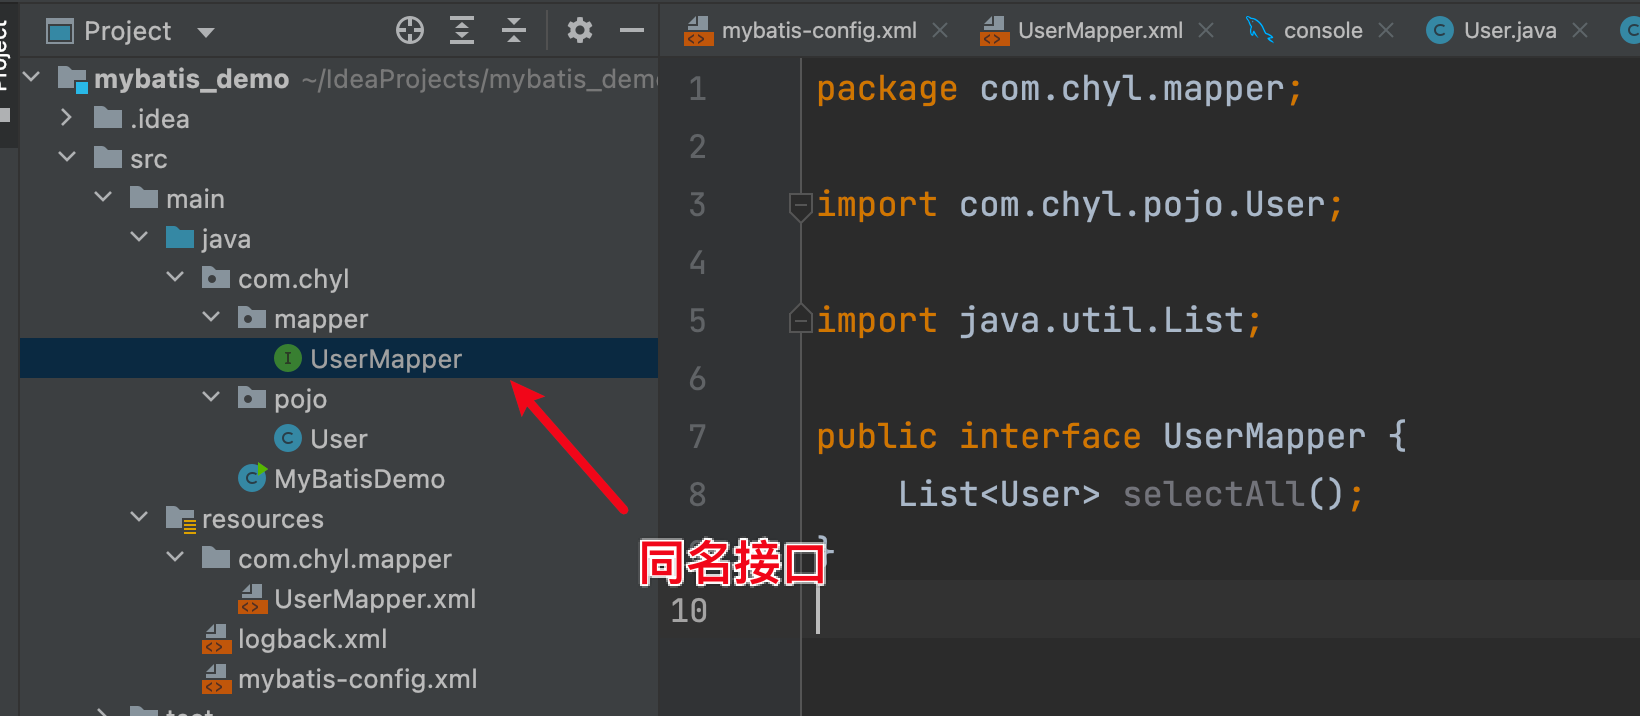 Project
mybatis-config.xml
UserMapper.xml
console
User.java
Project
mybatis_demo ~/IdeaProjects/mybatis_demo
.idea
src
main
java
com.chyl
mapper
UserMapper
pojo
User
MyBatisDemo
resources
com.chyl.mapper
UserMapper.xml
logback.xml
mybatis-config.xml
test
1 package com.chyl.mapper;
2
3 import com.chyl.pojo.User;
4
5 import java.util.List;
6
7 public interface UserMapper {
8 List<User> selectAll();
}
10
同名接口